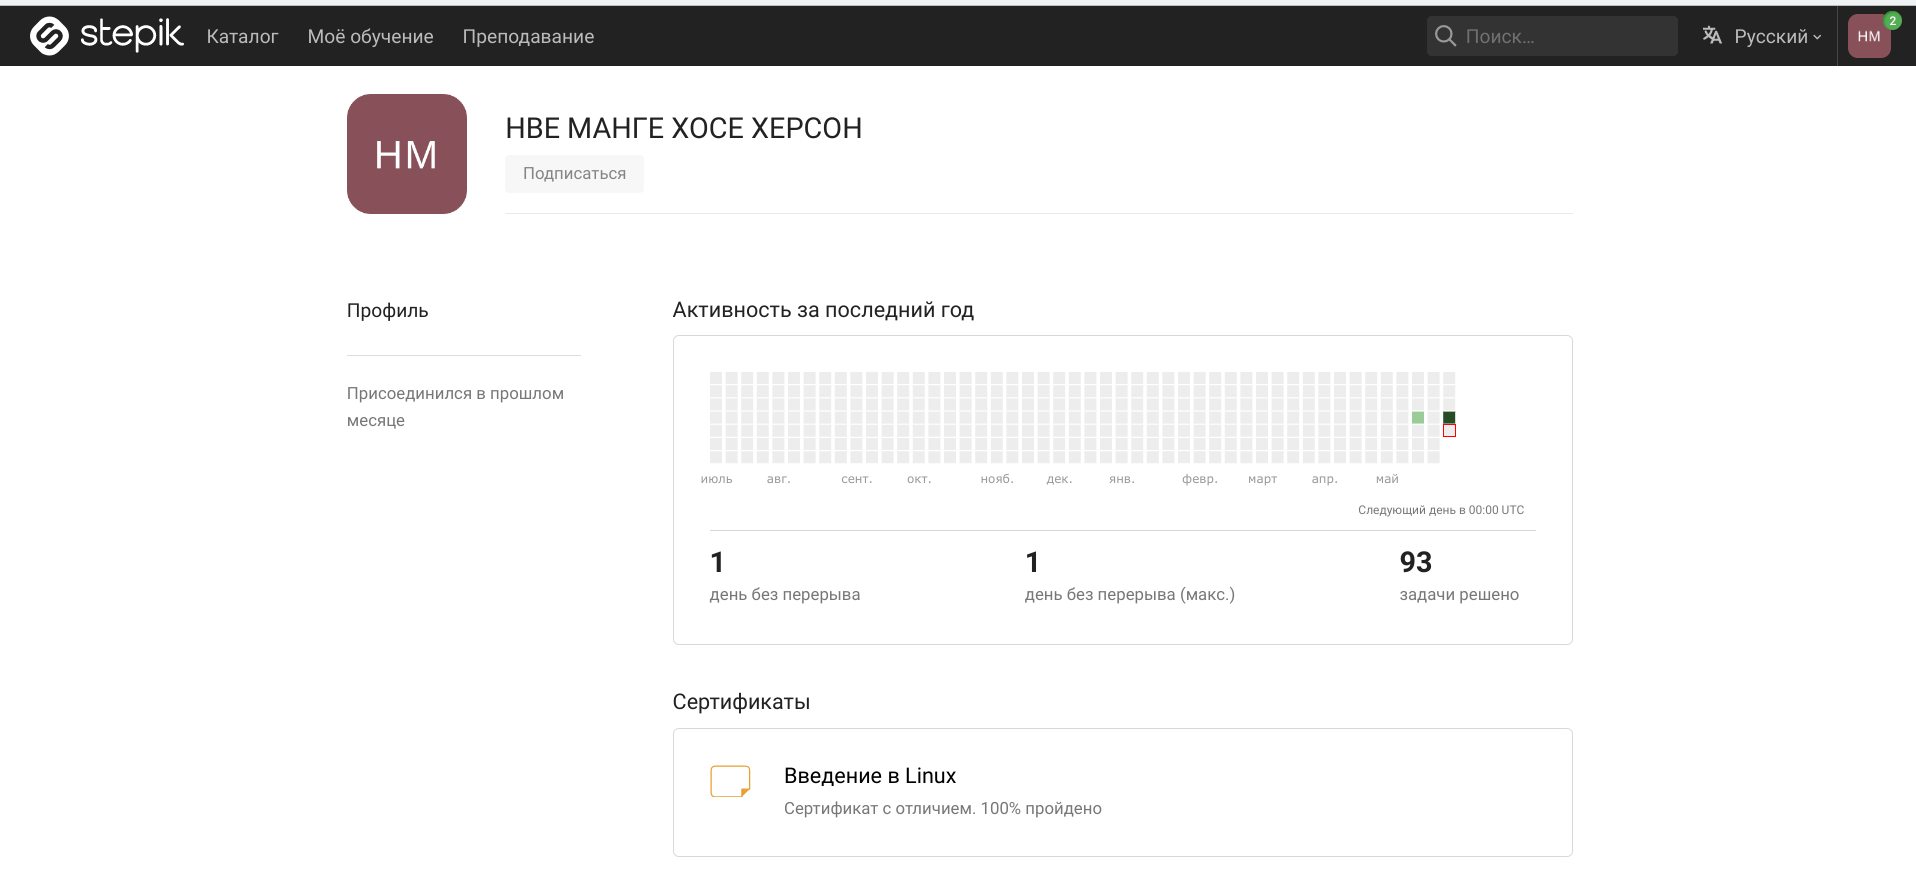 stepik Каталог Моё обучение Преподавание Поиск... Русский НМ 2
НМ
НВЕ МАНГЕ ХОСЕ ХЕРСОН
Подписаться
Профиль
Присоединился в прошлом
месяце
Активность за последний год
июль авг. сент. окт. нояб. дек. янв. февр. март апр. май
Следующий день в 00:00 UTC
1 1 93
день без перерыва день без перерыва (макс.) задачи решено
Сертификаты
Введение в Linux
Сертификат с отличием. 100% пройдено